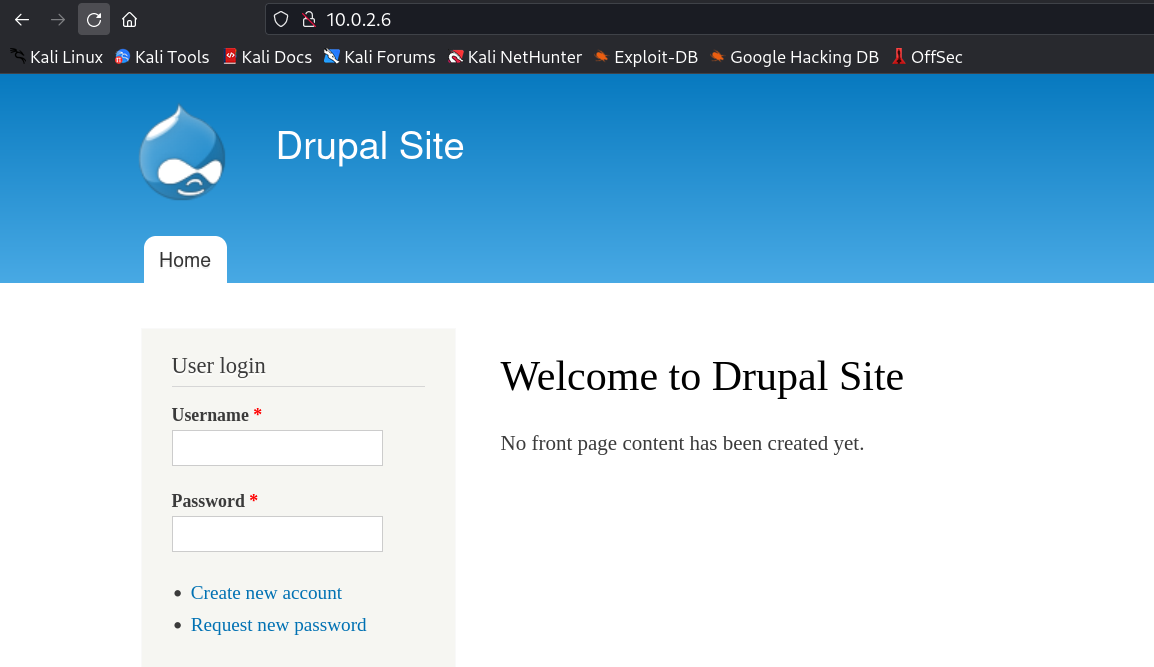 10.0.2.6
Kali Linux Kali Tools Kali Docs Kali Forums Kali NetHunter Exploit-DB Google Hacking DB OffSec
Drupal Site
Home
User login
Username *
Password *
Create new account
Request new password
Welcome to Drupal Site
No front page content has been created yet.